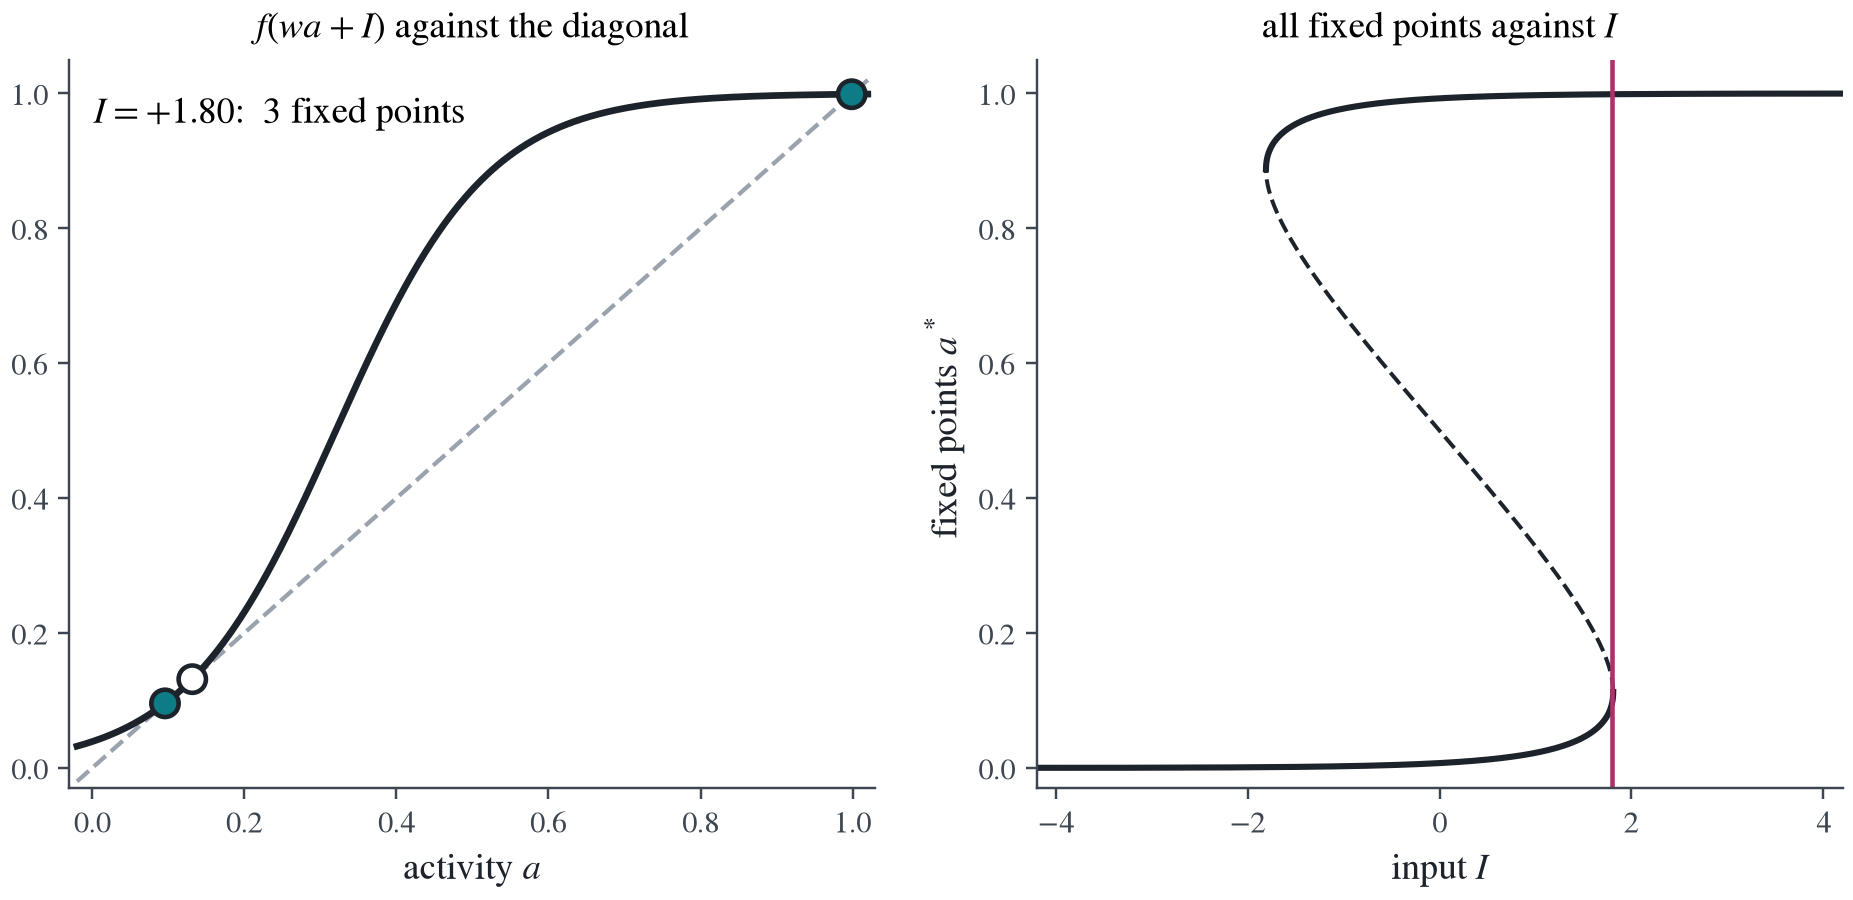 f(wa + I) against the diagonal
I = +1.80: 3 fixed points
1.0
0.8
0.6
0.4
0.2
0.0
0.0 0.2 0.4 0.6 0.8 1.0
activity a
all fixed points against I
fixed points a*
1.0
0.8
0.6
0.4
0.2
0.0
−4 −2 0 2 4
input I